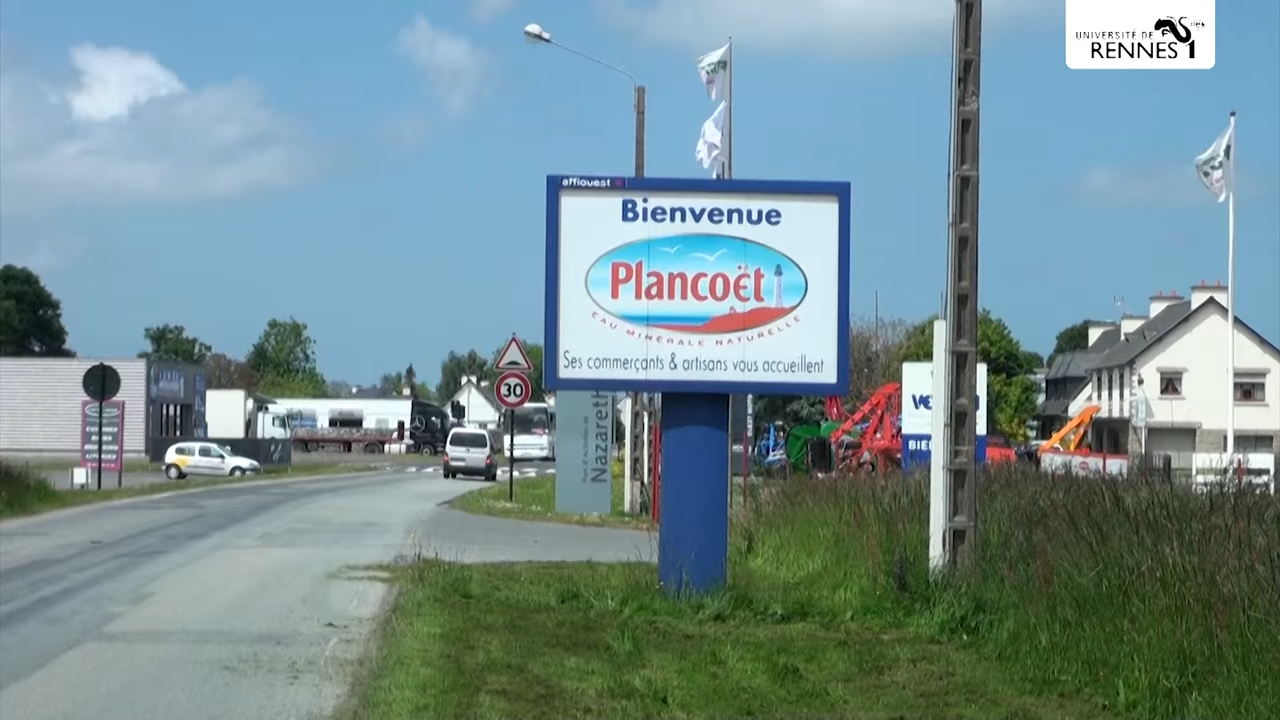 UNIVERSITÉ DE
RENNES 1
affiouest
Bienvenue
Plancoët
EAU MINÉRALE NATURELLE
Ses commerçants & artisans vous accueillent
30
Nazareth